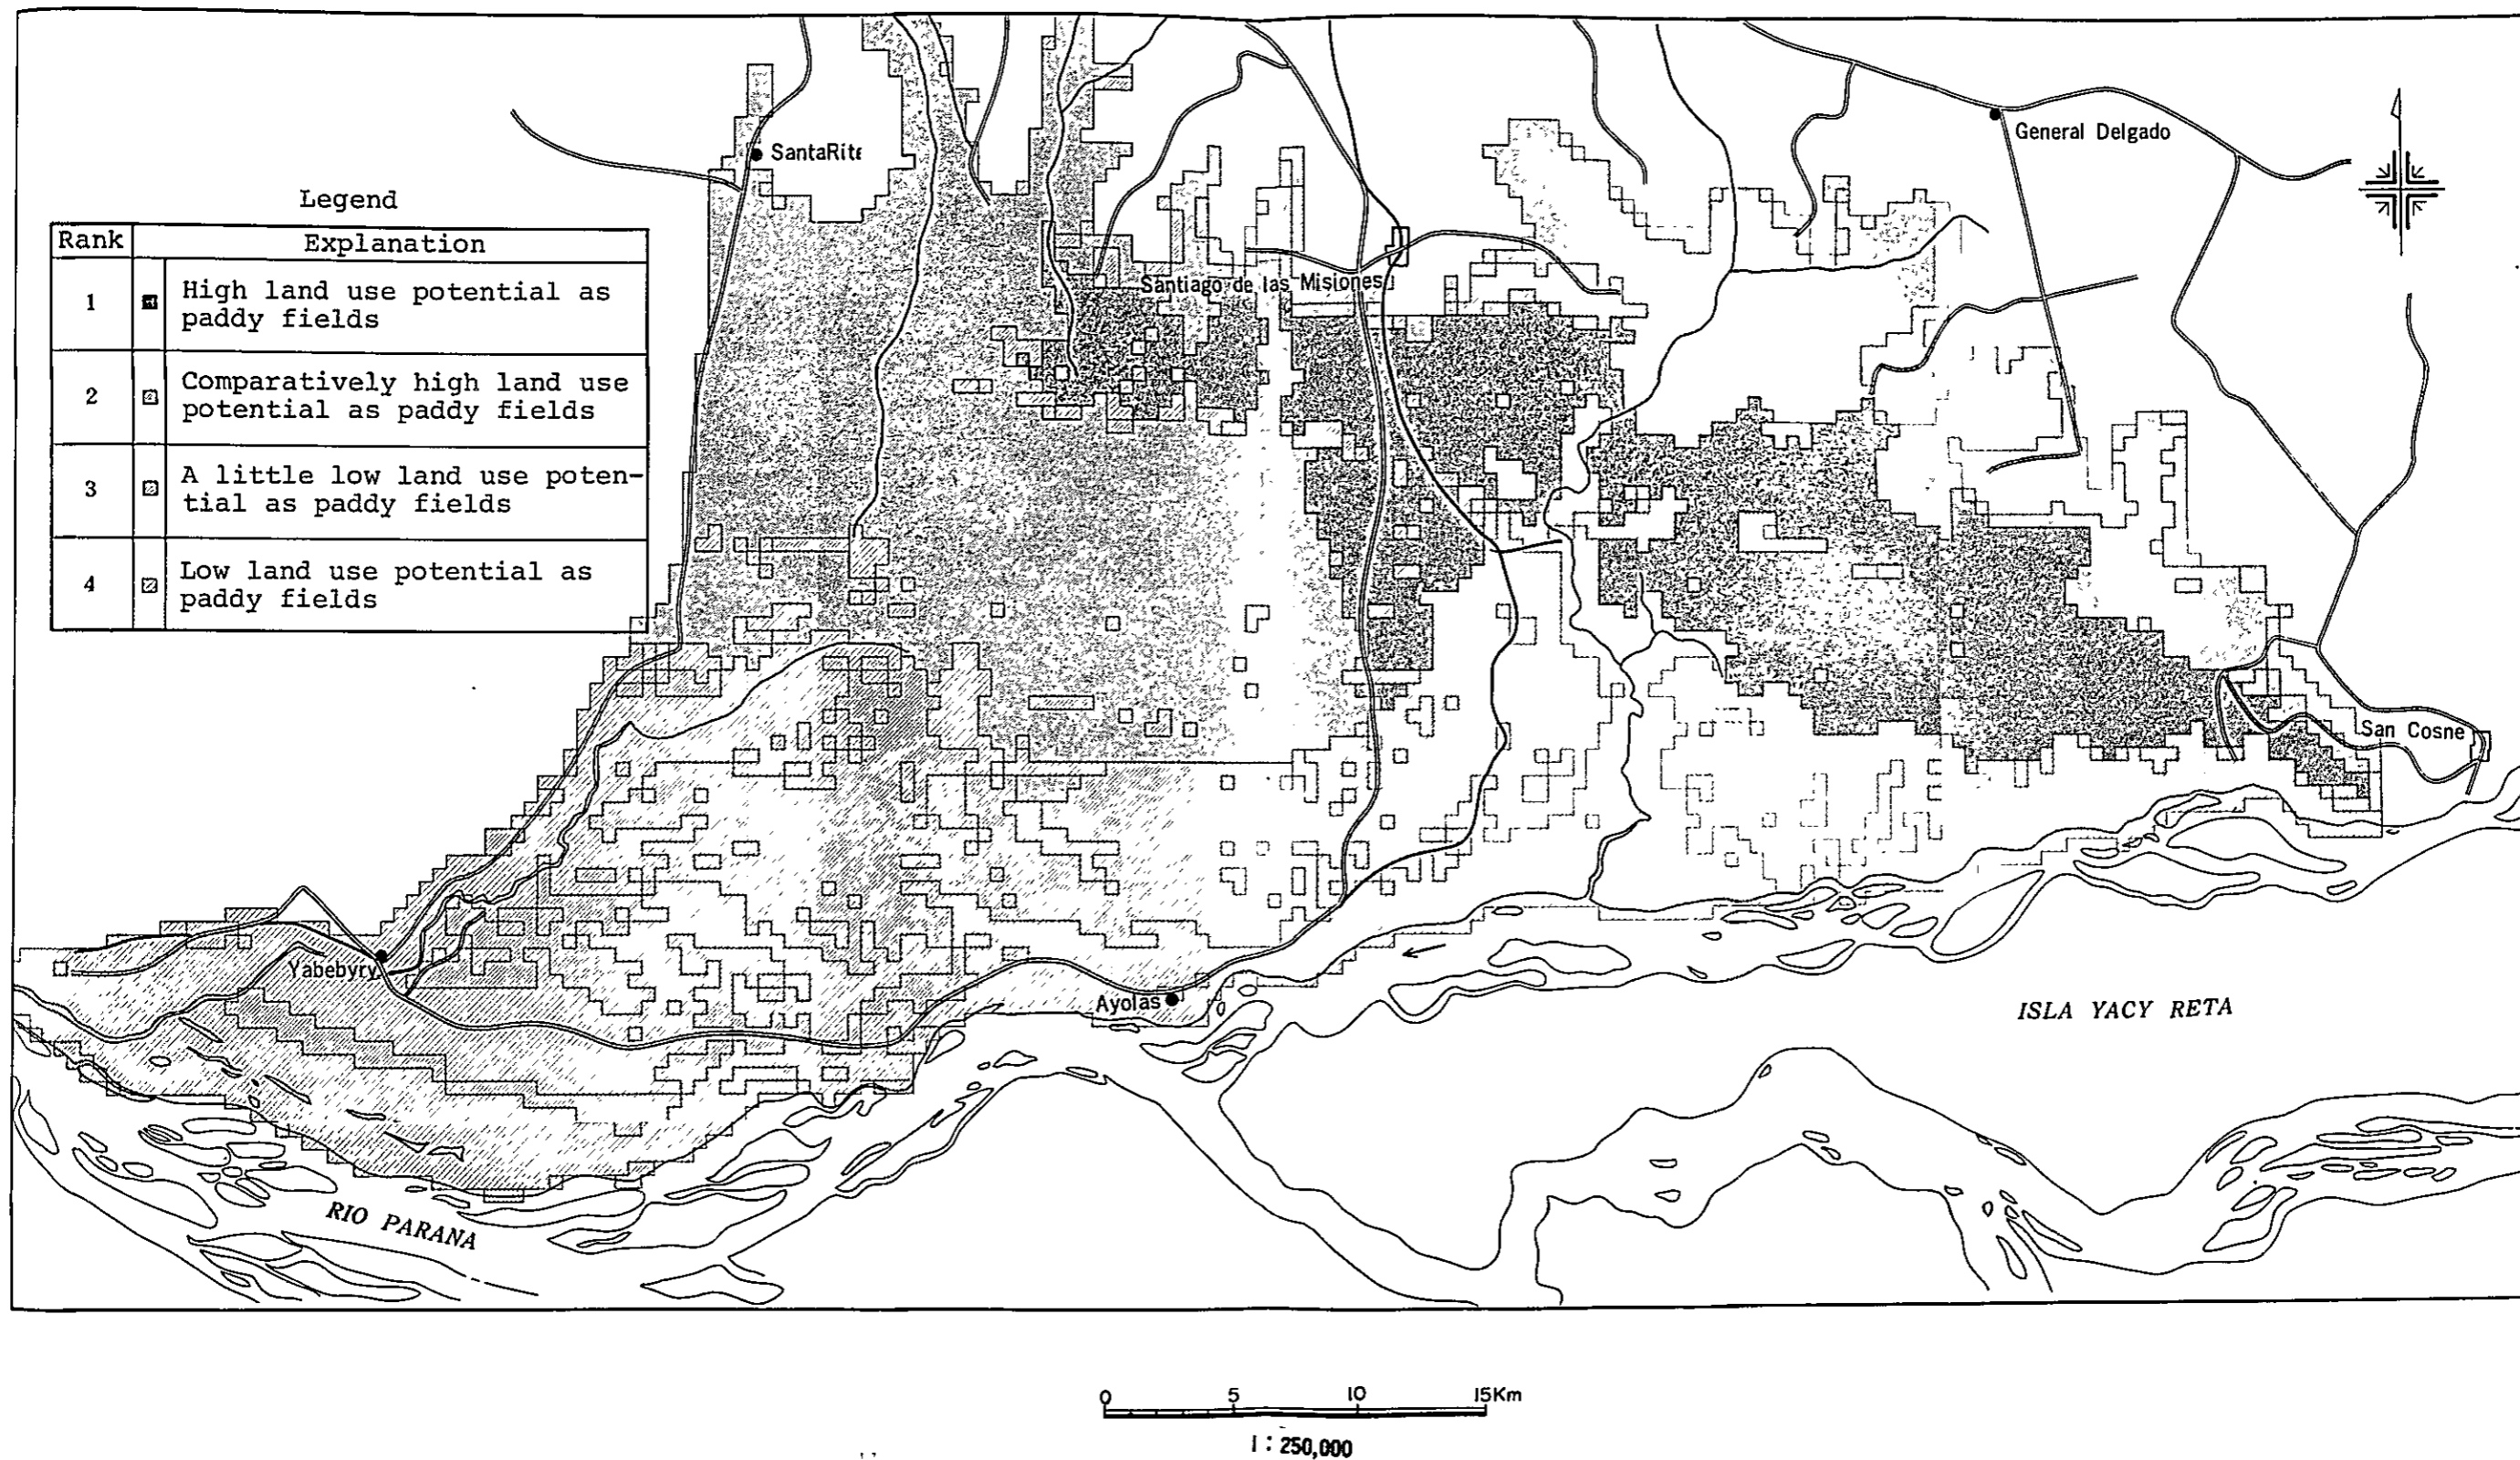 SantaRita
General Delgado
Legend
Rank Explanation
1 High land use potential as
paddy fields
2 Comparatively high land use
potential as paddy fields
3 A little low land use poten-
tial as paddy fields
4 Low land use potential as
paddy fields
Santiago de las Misiones
San Cosne
Yabebyry
Ayolas
ISLA YACY RETA
RIO PARANA
0 5 10 15Km
1 : 250,000